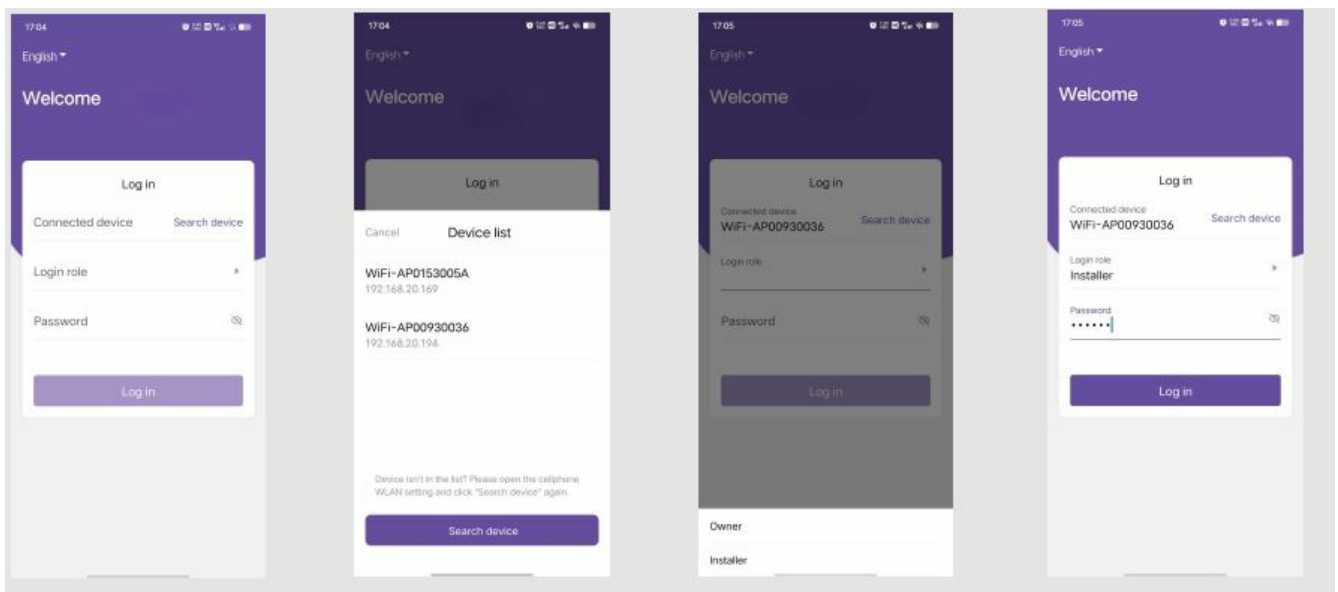 17:04
English
Welcome
Log in
Connected device
Search device
Login role
Password
Log in
17:04
English
Welcome
Log in
Cancel
Device list
WiFi-AP0153005A
192.168.20.169
WiFi-AP00930036
192.168.20.194
Device isn't in the list? Please open the cellphone
WLAN setting and click "Search device" again.
Search device
17:05
English
Welcome
Log in
Connected device
WiFi-AP00930036
Search device
Login role
Password
Log in
Owner
Installer
17:05
English
Welcome
Log in
Connected device
WiFi-AP00930036
Search device
Login role
Installer
Password
••••••
Log in